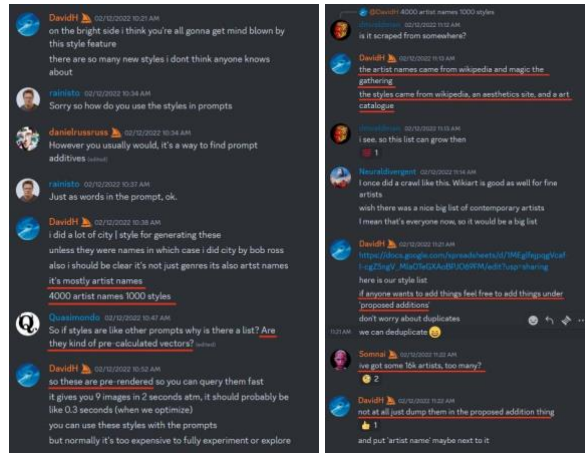 DavidH 02/12/2022 10:21 AM
on the bright side i think you're all gonna get mind blown by
this style feature
there are so many new styles i dont think anyone knows
about
rainisto 02/12/2022 10:34 AM
Sorry so how do you use the styles in prompts
danielrussruss 02/12/2022 10:34 AM
However you usually would, it's a way to find prompt
additives (edited)
rainisto 02/12/2022 10:37 AM
Just as words in the prompt, ok.
DavidH 02/12/2022 10:38 AM
i did a lot of city | style for generating these
unless they were names in which case i did city by bob ross
also i should be clear it's not just genres its also artst names
it's mostly artist names
4000 artist names 1000 styles
Quasimondo 02/12/2022 10:47 AM
So if styles are like other prompts why is there a list? Are
they kind of pre-calculated vectors? (edited)
DavidH 02/12/2022 10:52 AM
so these are pre-rendered so you can query them fast
it gives you 9 images in 2 seconds atm, it should probably be
like 0.3 seconds (when we optimize)
you can use these styles with the prompts
but normally it's too expensive to fully experiment or explore
@DavidH 4000 artist names 1000 styles
02/12/2022 11:12 AM
is it scraped from somewhere?
DavidH 02/12/2022 11:13 AM
the artist names came from wikipedia and magic the
gathering
the styles came from wikipedia, an aesthetics site, and a art
catalogue
02/12/2022 11:13 AM
i see, so this list can grow then
1
Neuraldivergent 02/12/2022 11:14 AM
I once did a crawl like this. Wikiart is good as well for fine
artists
wish there was a nice big list of contemporary artists
I mean that's everyone now, so it would be a big list
DavidH 02/12/2022 11:21 AM
here is our style list
if anyone wants to add things feel free to add things under
'proposed additions'
don't worry about duplicates
11:21 AM we can deduplicate
Somnai 02/12/2022 11:22 AM
ive got some 16k artists, too many?
2
DavidH 02/12/2022 11:22 AM
not at all just dump them in the proposed addition thing
1
and put 'artist name' maybe next to it